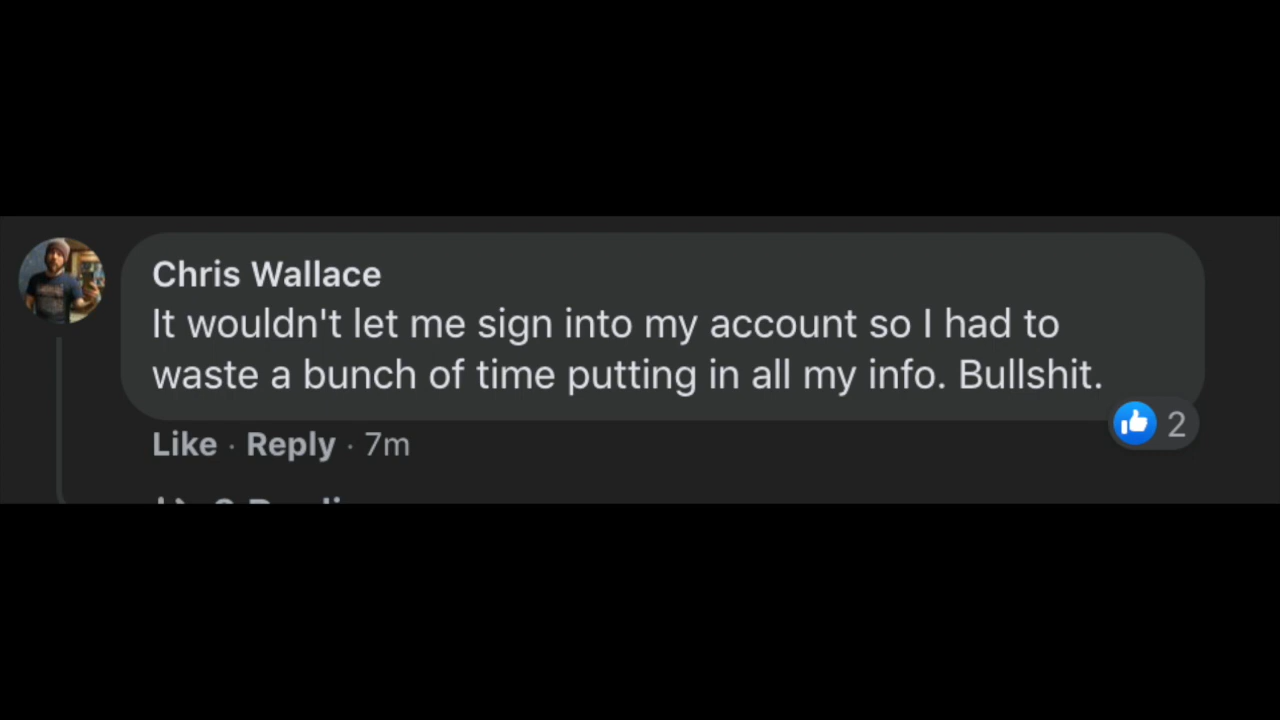 Chris Wallace
It wouldn't let me sign into my account so I had to
waste a bunch of time putting in all my info. Bullshit.
2
Like · Reply · 7m